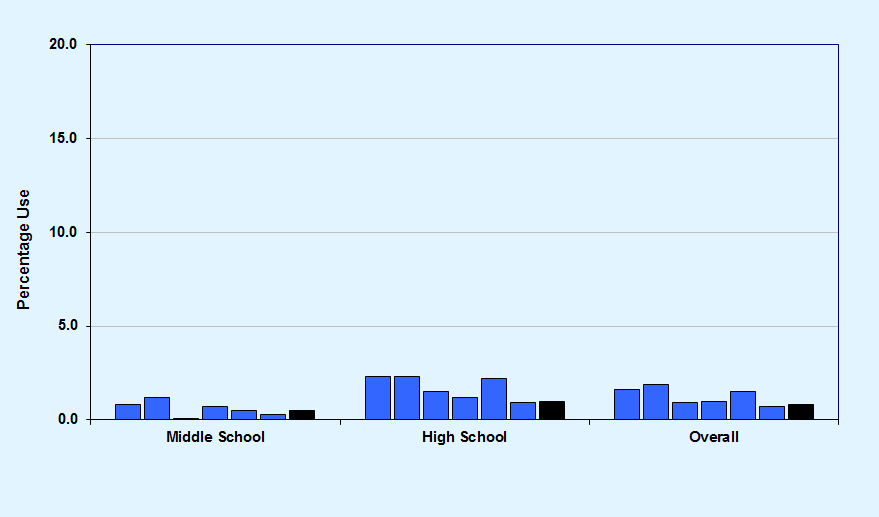 20.0
15.0
10.0
5.0
0.0
Percentage Use
Middle School
High School
Overall